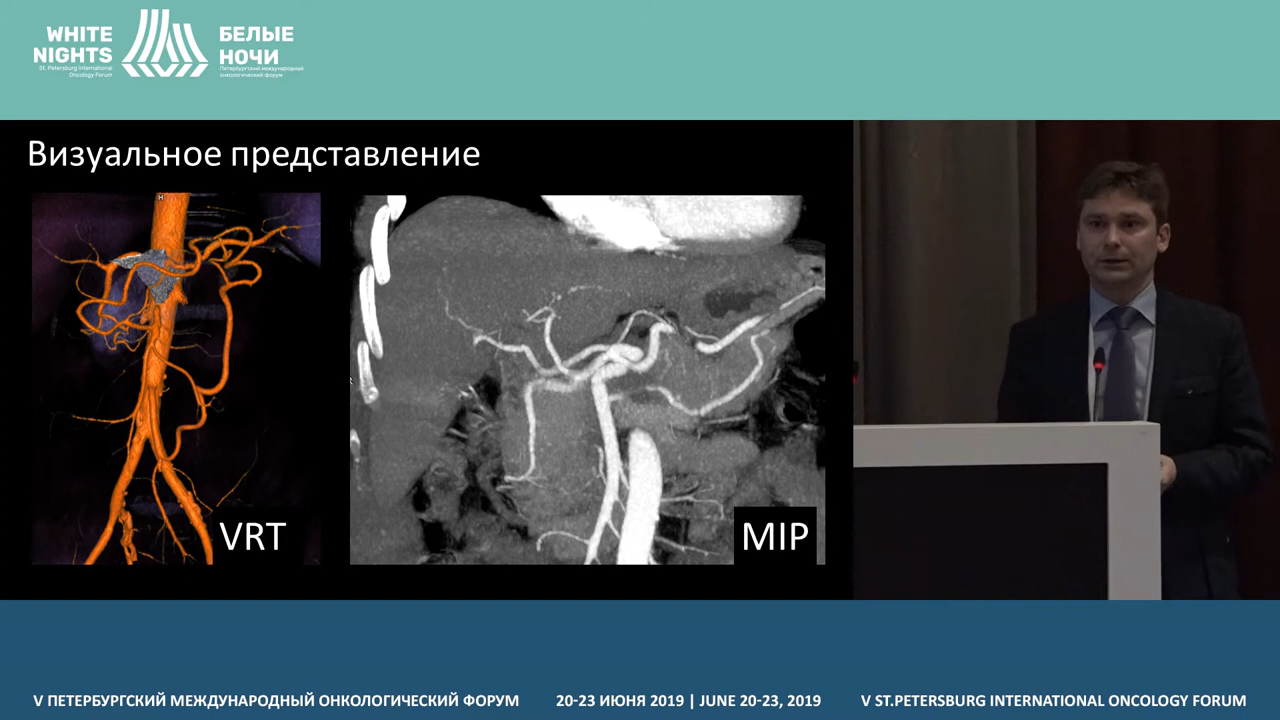 WHITE
NIGHTS
St. Petersburg International
Oncology Forum
БЕЛЫЕ
НОЧИ
Петербургский международный
онкологический форум
Визуальное представление
H
VRT
MIP
V ПЕТЕРБУРГСКИЙ МЕЖДУНАРОДНЫЙ ОНКОЛОГИЧЕСКИЙ ФОРУМ
20-23 ИЮНЯ 2019 | JUNE 20-23, 2019
V ST.PETERSBURG INTERNATIONAL ONCOLOGY FORUM